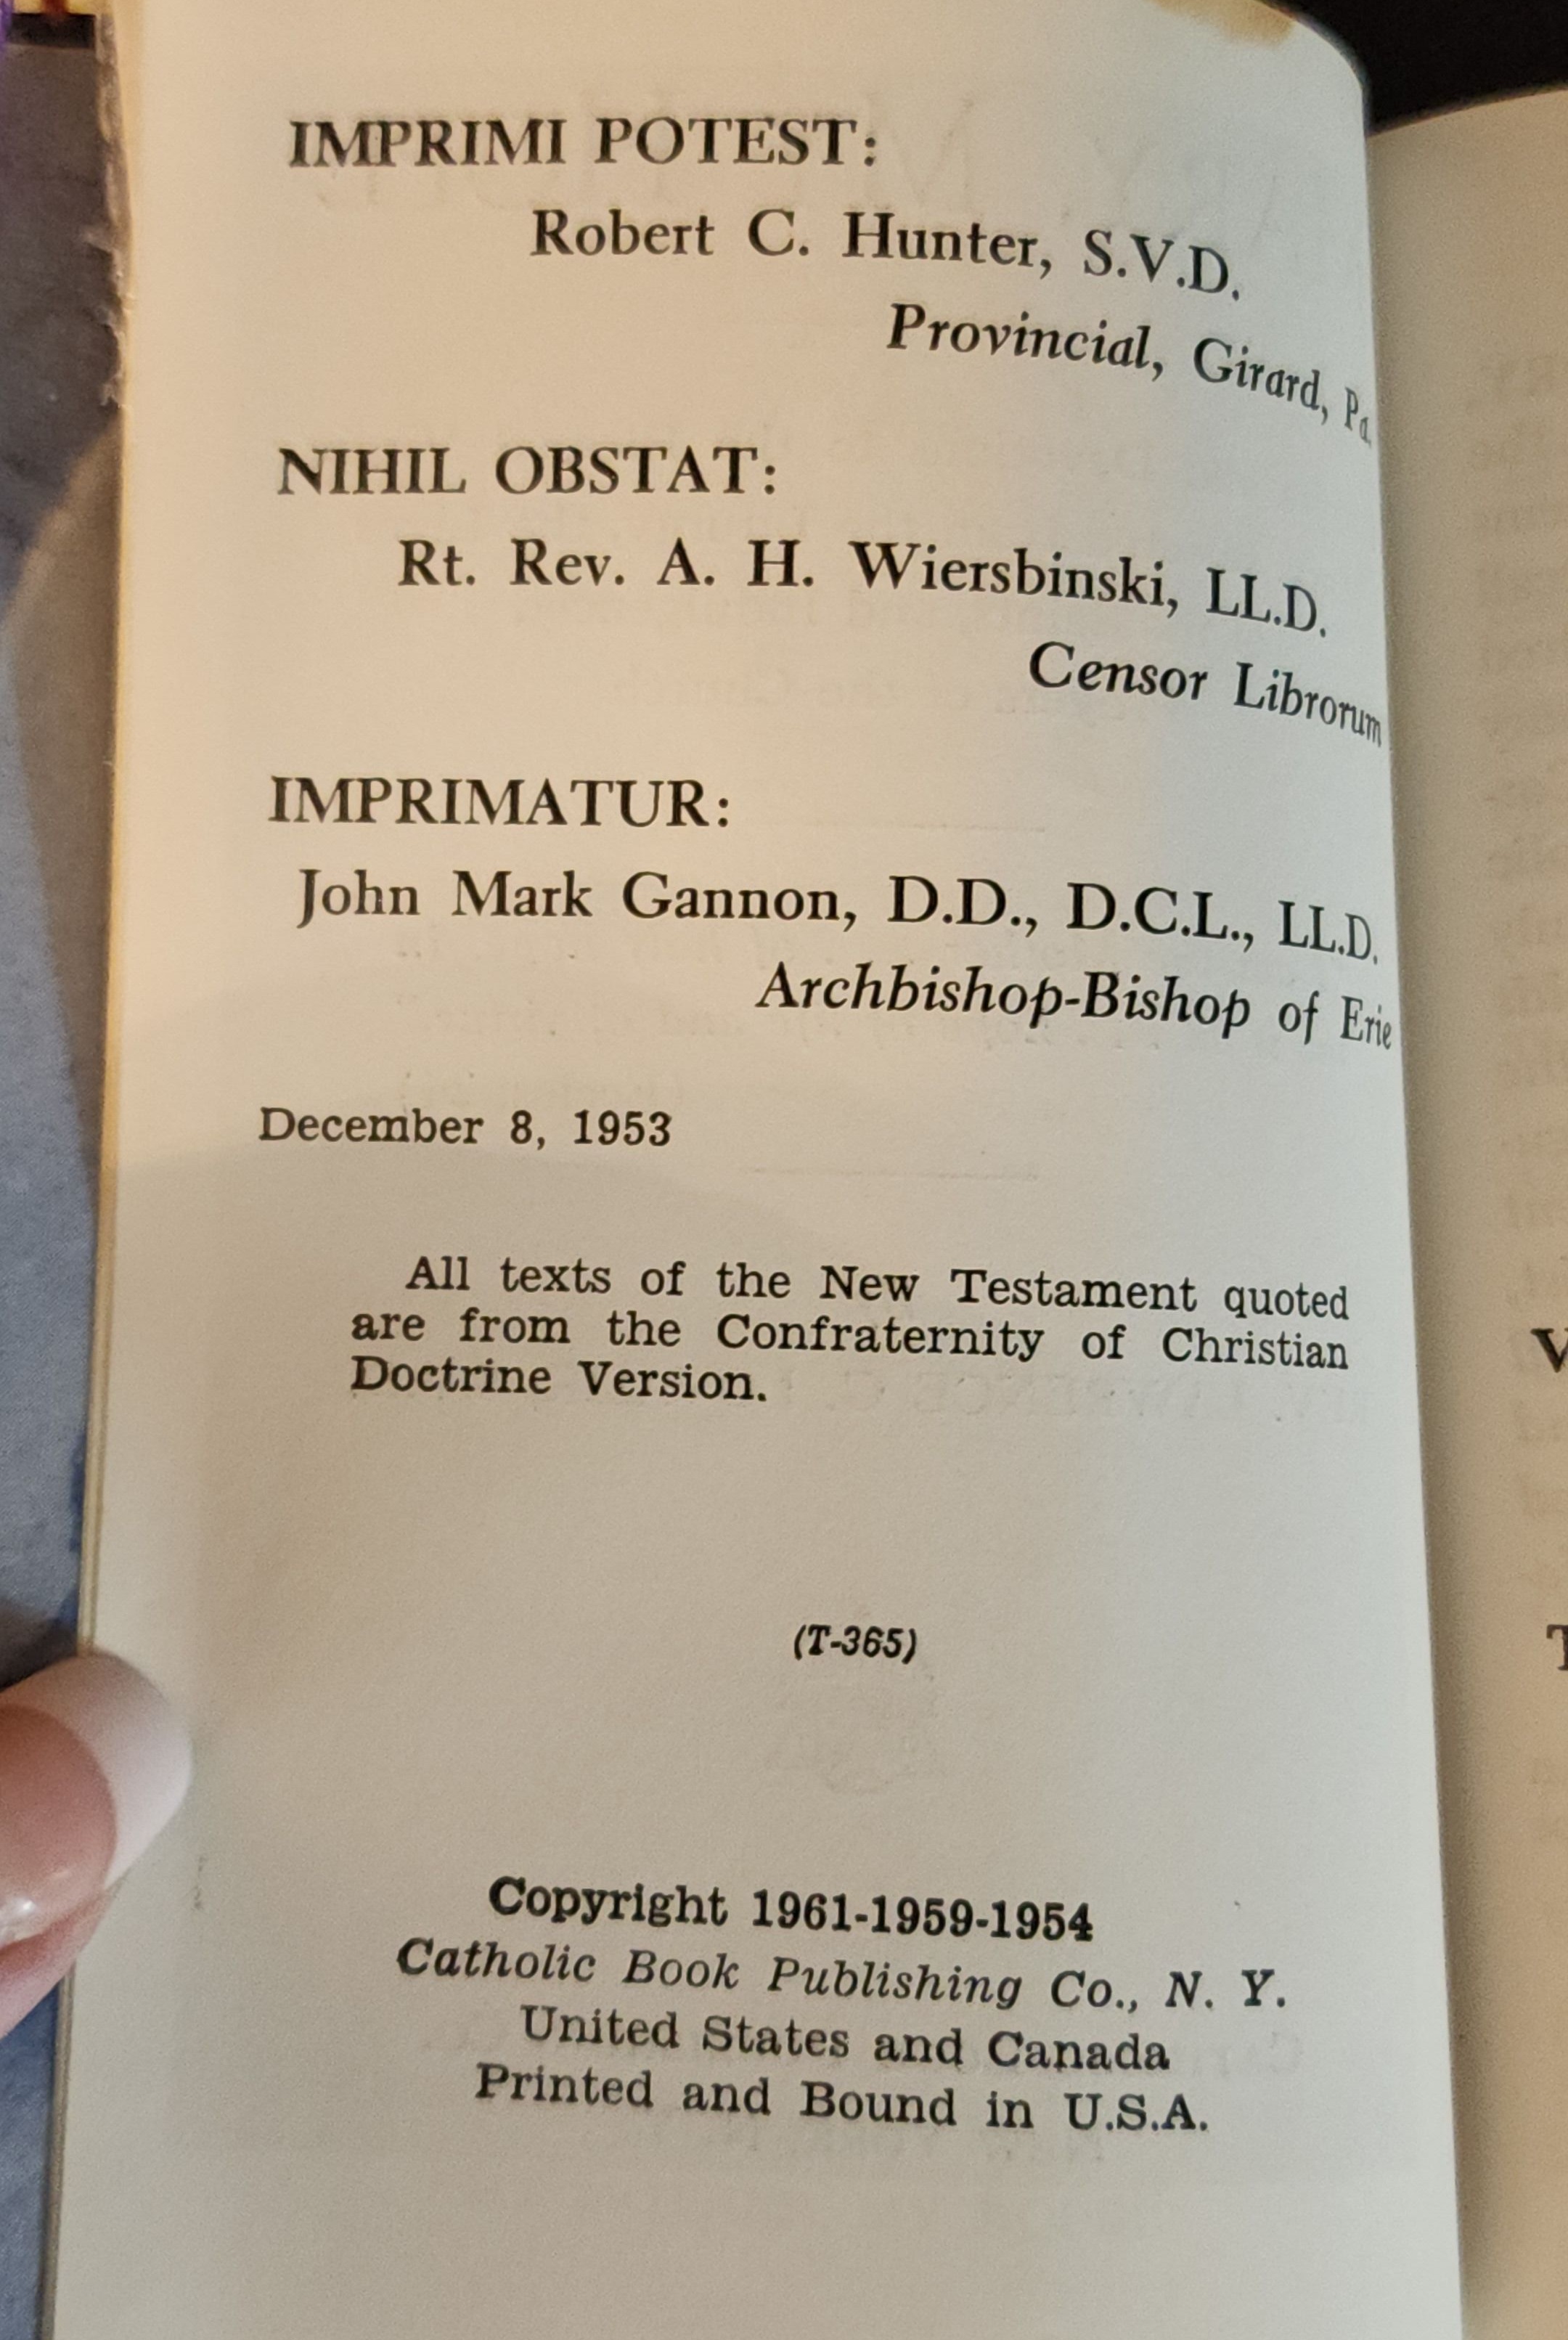 IMPRIMI POTEST:
Robert C. Hunter, S.V.D.
Provincial, Girard, Pa.
NIHIL OBSTAT:
Rt. Rev. A. H. Wiersbinski, LL.D.
Censor Librorum
IMPRIMATUR:
John Mark Gannon, D.D., D.C.L., LL.D.
Archbishop-Bishop of Erie
December 8, 1953
All texts of the New Testament quoted
are from the Confraternity of Christian
Doctrine Version.
(T-365)
Copyright 1961-1959-1954
Catholic Book Publishing Co., N. Y.
United States and Canada
Printed and Bound in U.S.A.